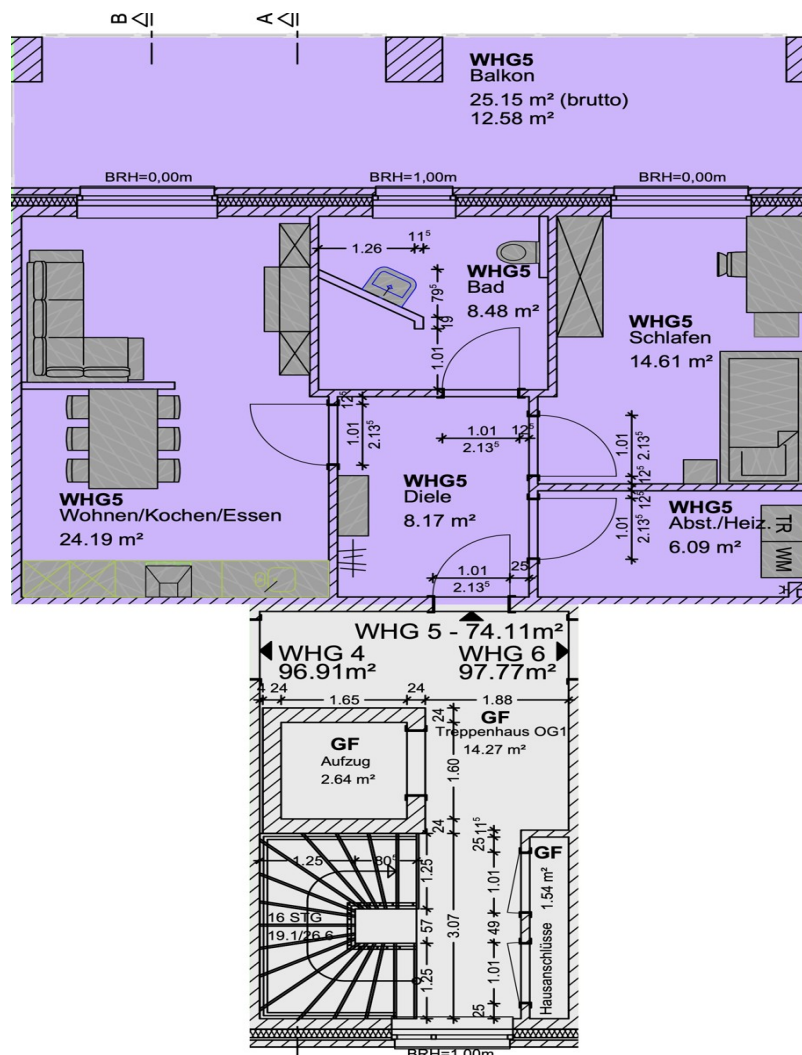 B
A
WHG5
Balkon
25.15 m² (brutto)
12.58 m²
BRH=0,00m
BRH=1,00m
BRH=0,00m
1.26
11⁵
79⁵
19
1.01
WHG5
Bad
8.48 m²
WHG5
Schlafen
14.61 m²
12⁵
1.01
2.13⁵
1.01
2.13⁵
12⁵
1.01
2.13⁵
12⁵
WHG5
Wohnen/Kochen/Essen
24.19 m²
WHG5
Diele
8.17 m²
12⁵
1.01
2.13⁵
WHG5
Abst./Heiz.
6.09 m²
TR
WM
1.01
2.13⁵
25
WHG 5 - 74.11m²
WHG 4
96.91m²
WHG 6
97.77m²
4
24
1.65
24
1.88
24
1.60
24
GF
Treppenhaus OG1
14.27 m²
GF
Aufzug
2.64 m²
1.25
80⁵
16 STG
19.1/26.6
1.25
57
1.25
3.07
11⁵
25
1.01
49
1.01
25
GF
1.54 m²
Hausanschlüsse
BRH=1,00m